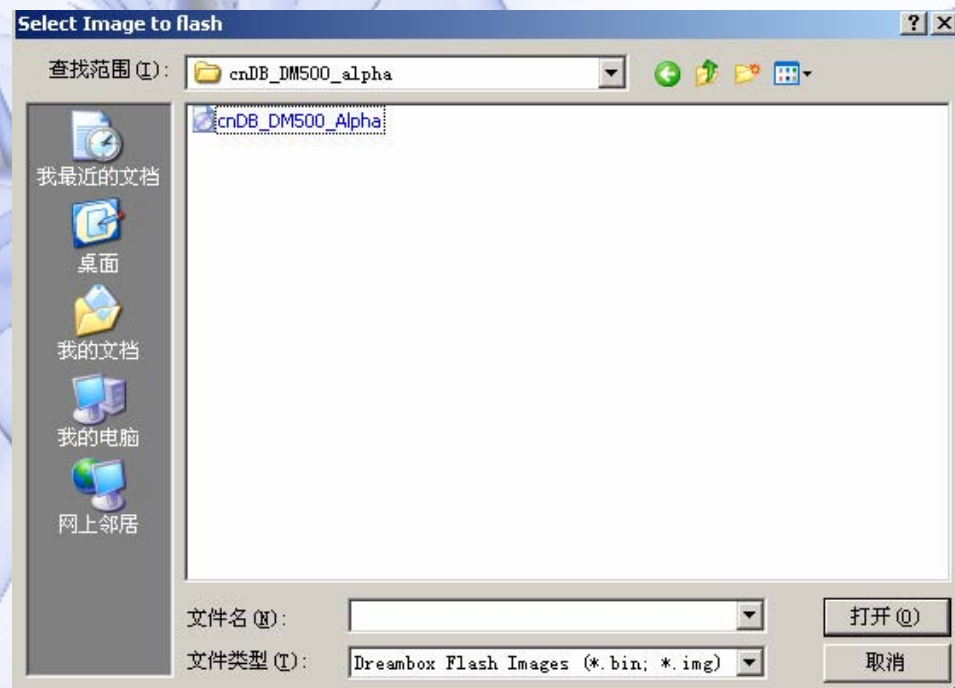 Select Image to flash
查找范围(I):
cnDB_DM500_alpha
cnDB_DM500_Alpha
我最近的文档
桌面
我的文档
我的电脑
网上邻居
文件名(N):
打开(O)
文件类型(T):
Dreambox Flash Images (*.bin; *.img)
取消